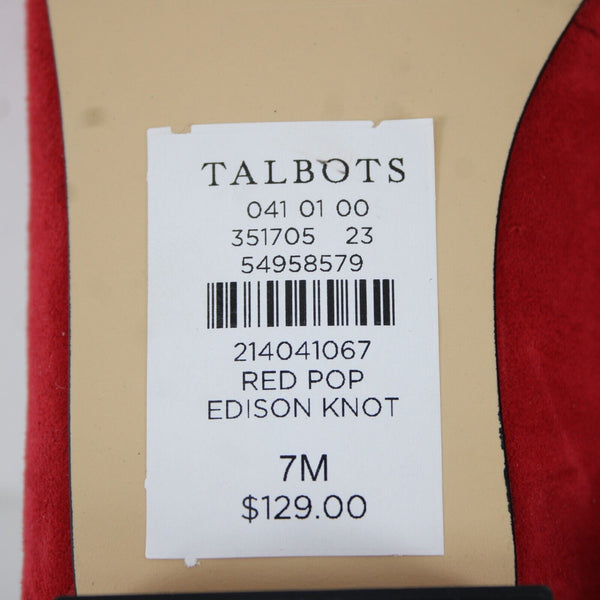 TALBOTS
041 01 00
351705 23
54958579
214041067
RED POP
EDISON KNOT
7M
$129.00